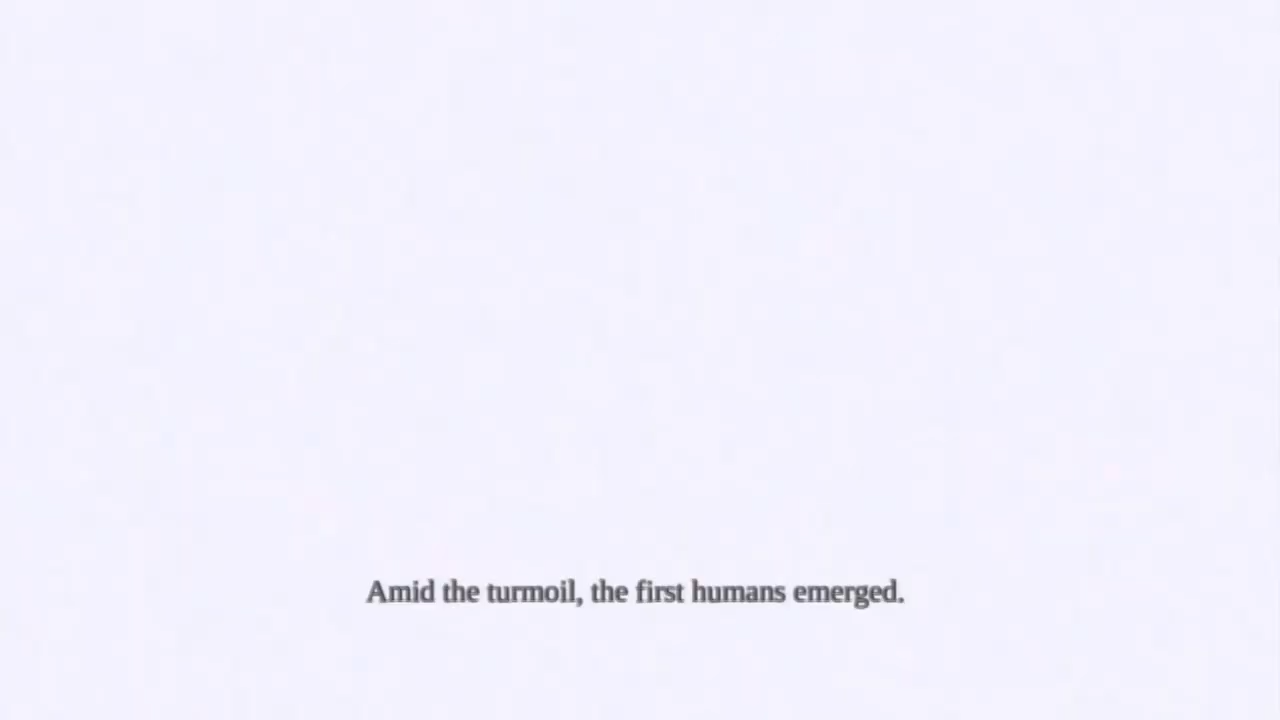 Amid the turmoil, the first humans emerged.